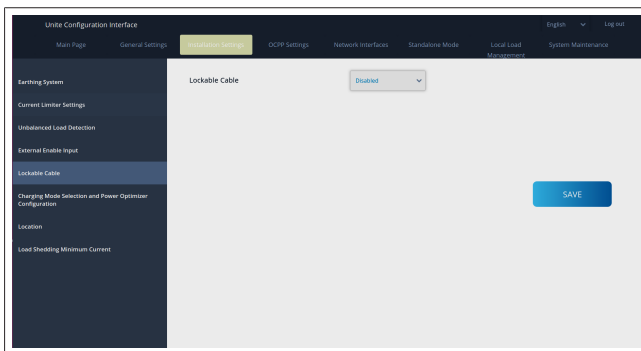 Unite Configuration Interface
English
Log out
Main Page
General Settings
Installation Settings
OCPP Settings
Network Interfaces
Standalone Mode
Local Load
Management
System Maintenance
Earthing System
Current Limiter Settings
Unbalanced Load Detection
External Enable Input
Lockable Cable
Charging Mode Selection and Power Optimizer
Configuration
Location
Load Shedding Minimum Current
Lockable Cable
Disabled
SAVE